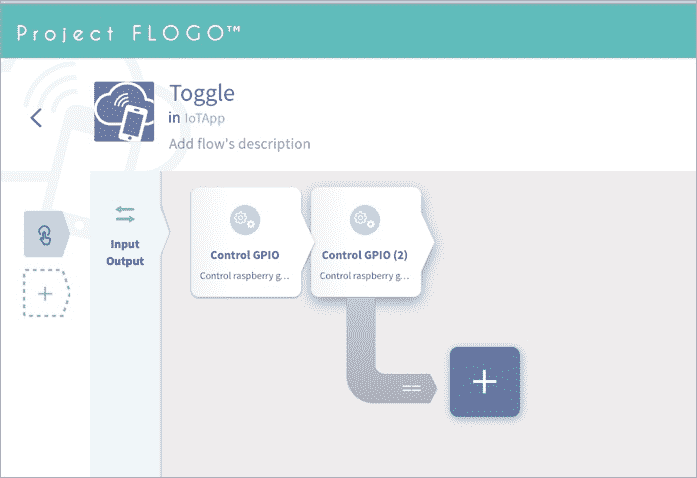 Project FLOGO™
Toggle
in IoTApp
Add flow's description
Input
Output
Control GPIO
Control raspberry g...
Control GPIO (2)
Control raspberry g...
==